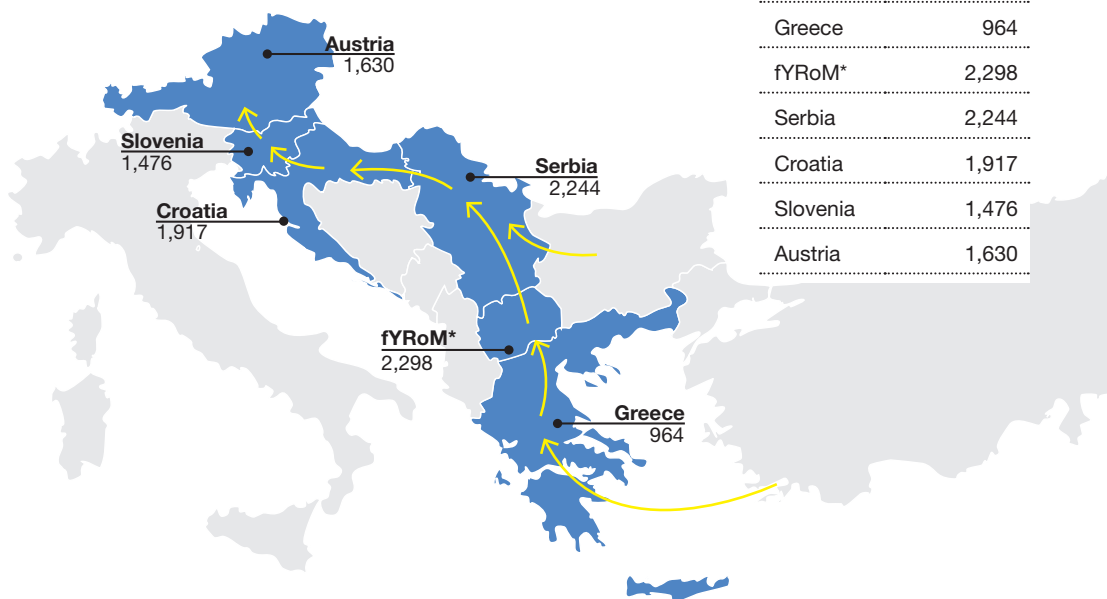 Austria
1,630
Slovenia
1,476
Serbia
2,244
Croatia
1,917
fYRoM*
2,298
Greece
964
Greece 964
fYRoM* 2,298
Serbia 2,244
Croatia 1,917
Slovenia 1,476
Austria 1,630